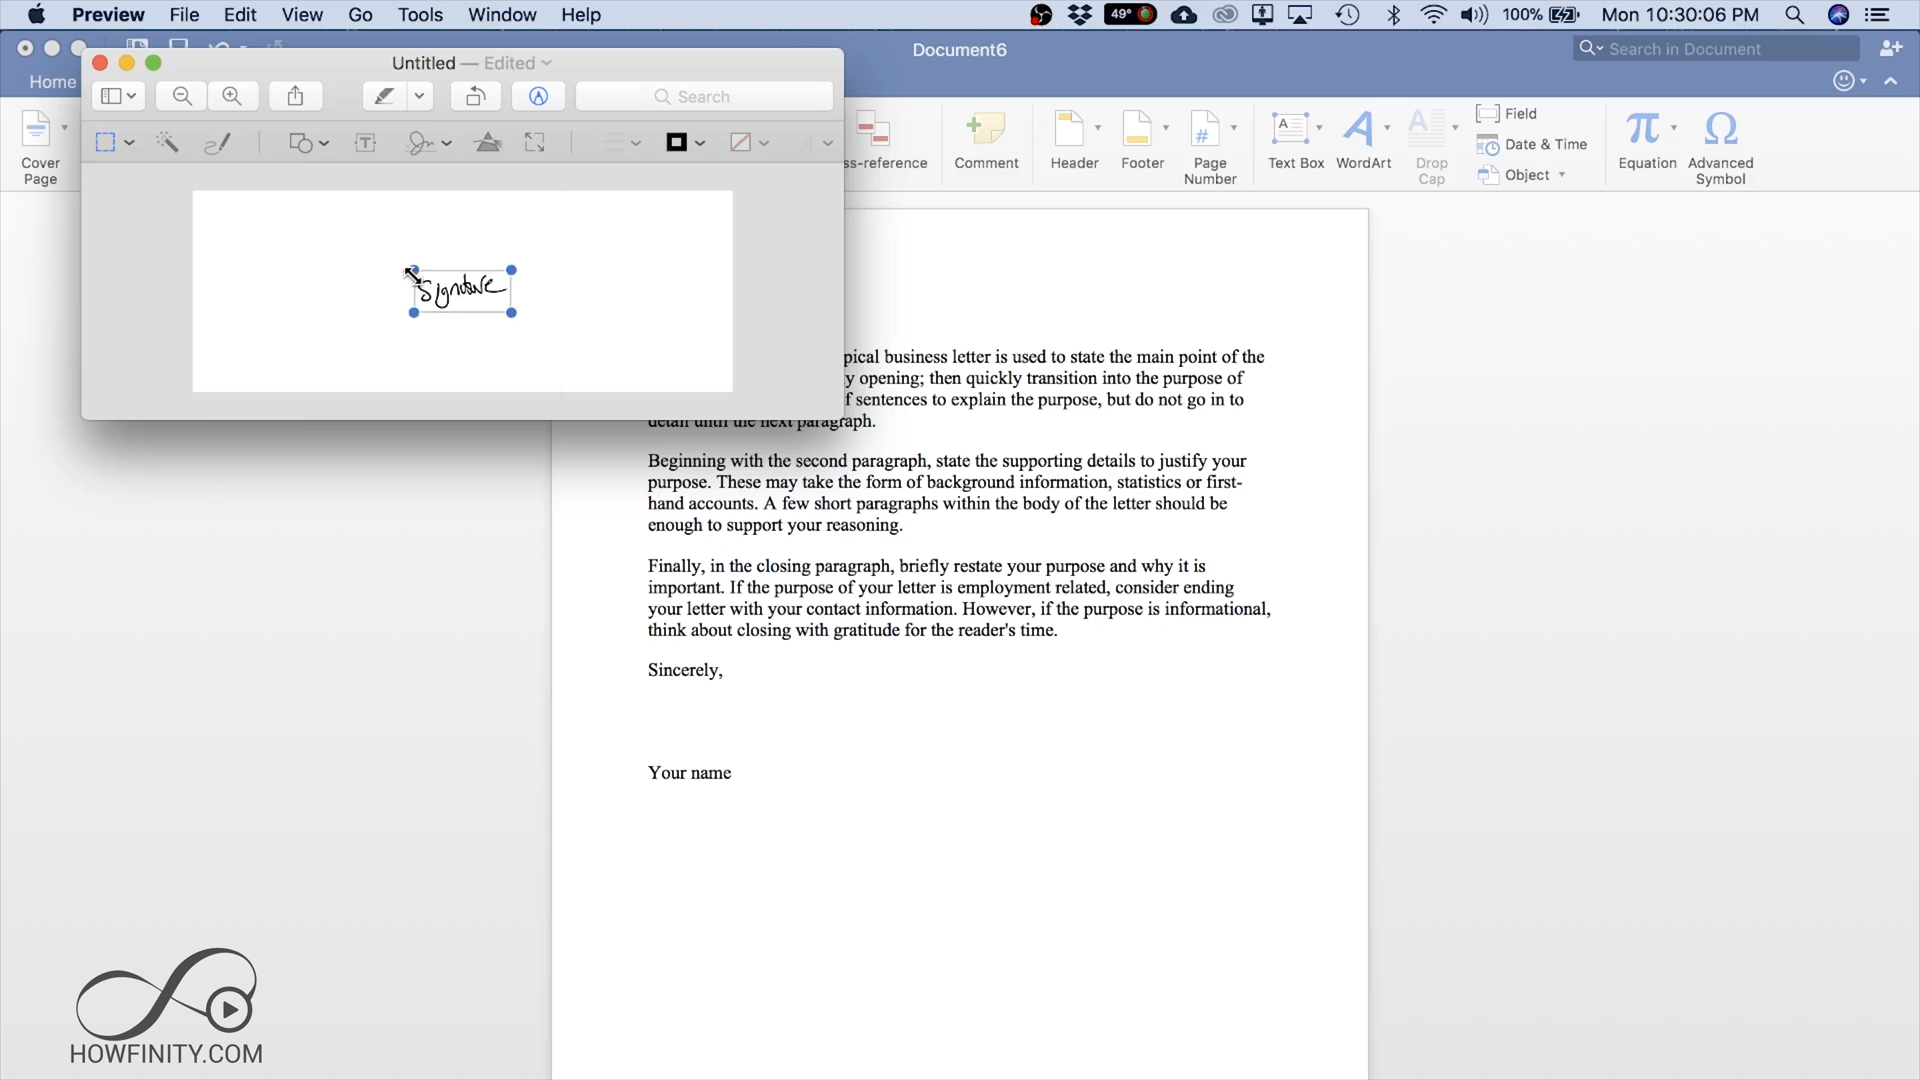 Preview File Edit View Go Tools Window Help 49° 100% Mon 10:30:06 PM
Document6
Search in Document
Home
Untitled — Edited
Search
Cover Page
ss-reference
Comment
Header
Footer
Page Number
Text Box
WordArt
Drop Cap
Field
Date & Time
Object
Equation
Advanced Symbol
Signature
pical business letter is used to state the main point of the
y opening; then quickly transition into the purpose of
f sentences to explain the purpose, but do not go in to
detail until the next paragraph.
Beginning with the second paragraph, state the supporting details to justify your
purpose. These may take the form of background information, statistics or first-
hand accounts. A few short paragraphs within the body of the letter should be
enough to support your reasoning.
Finally, in the closing paragraph, briefly restate your purpose and why it is
important. If the purpose of your letter is employment related, consider ending
your letter with your contact information. However, if the purpose is informational,
think about closing with gratitude for the reader's time.
Sincerely,
Your name
HOWFINITY.COM